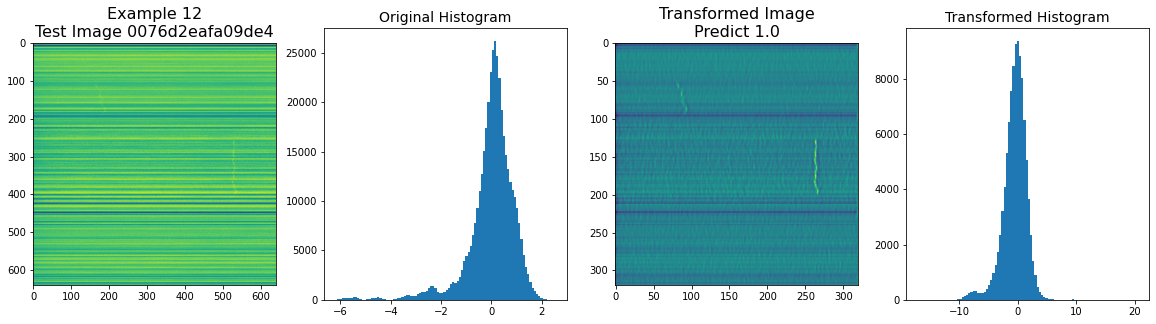 Example 12
Test Image 0076d2eafa09de4
Original Histogram
Transformed Image
Predict 1.0
Transformed Histogram
0
100
200
300
400
500
600
0 100 200 300 400 500 600
25000
20000
15000
10000
5000
0
−6 −4 −2 0 2
0
50
100
150
200
250
300
0 50 100 150 200 250 300
8000
6000
4000
2000
0
−10 0 10 20